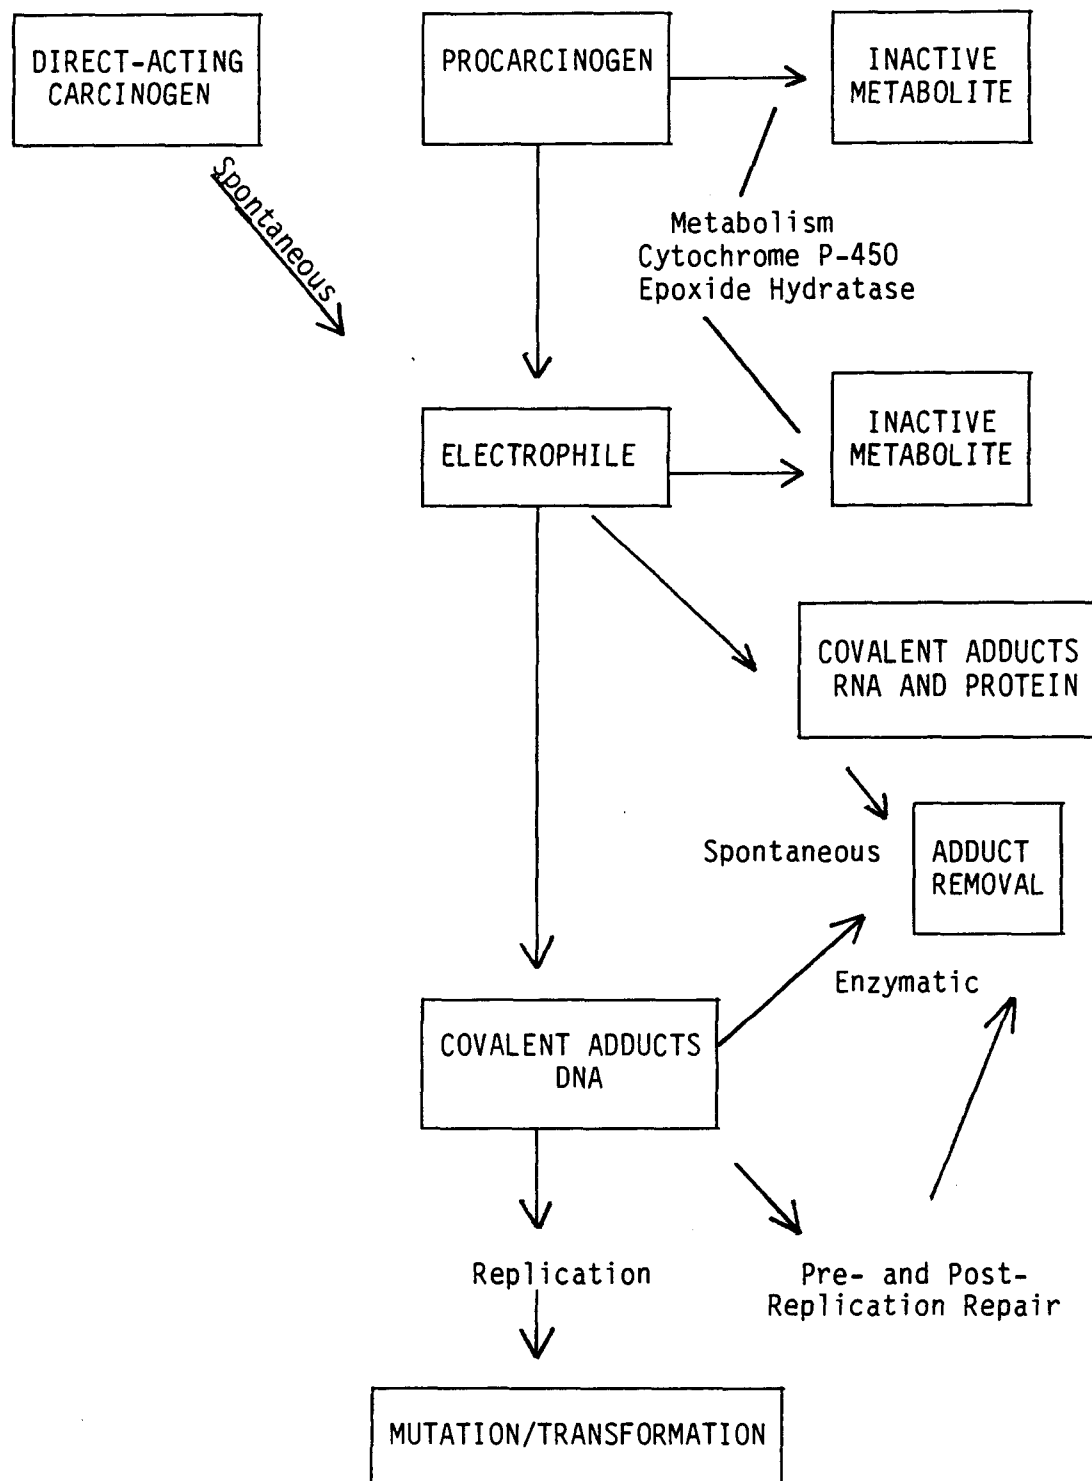 DIRECT-ACTING
CARCINOGEN
PROCARCINOGEN
INACTIVE
METABOLITE
Spontaneous
Metabolism
Cytochrome P-450
Epoxide Hydratase
ELECTROPHILE
INACTIVE
METABOLITE
COVALENT ADDUCTS
RNA AND PROTEIN
Spontaneous
ADDUCT
REMOVAL
Enzymatic
COVALENT ADDUCTS
DNA
Replication
Pre- and Post-
Replication Repair
MUTATION/TRANSFORMATION